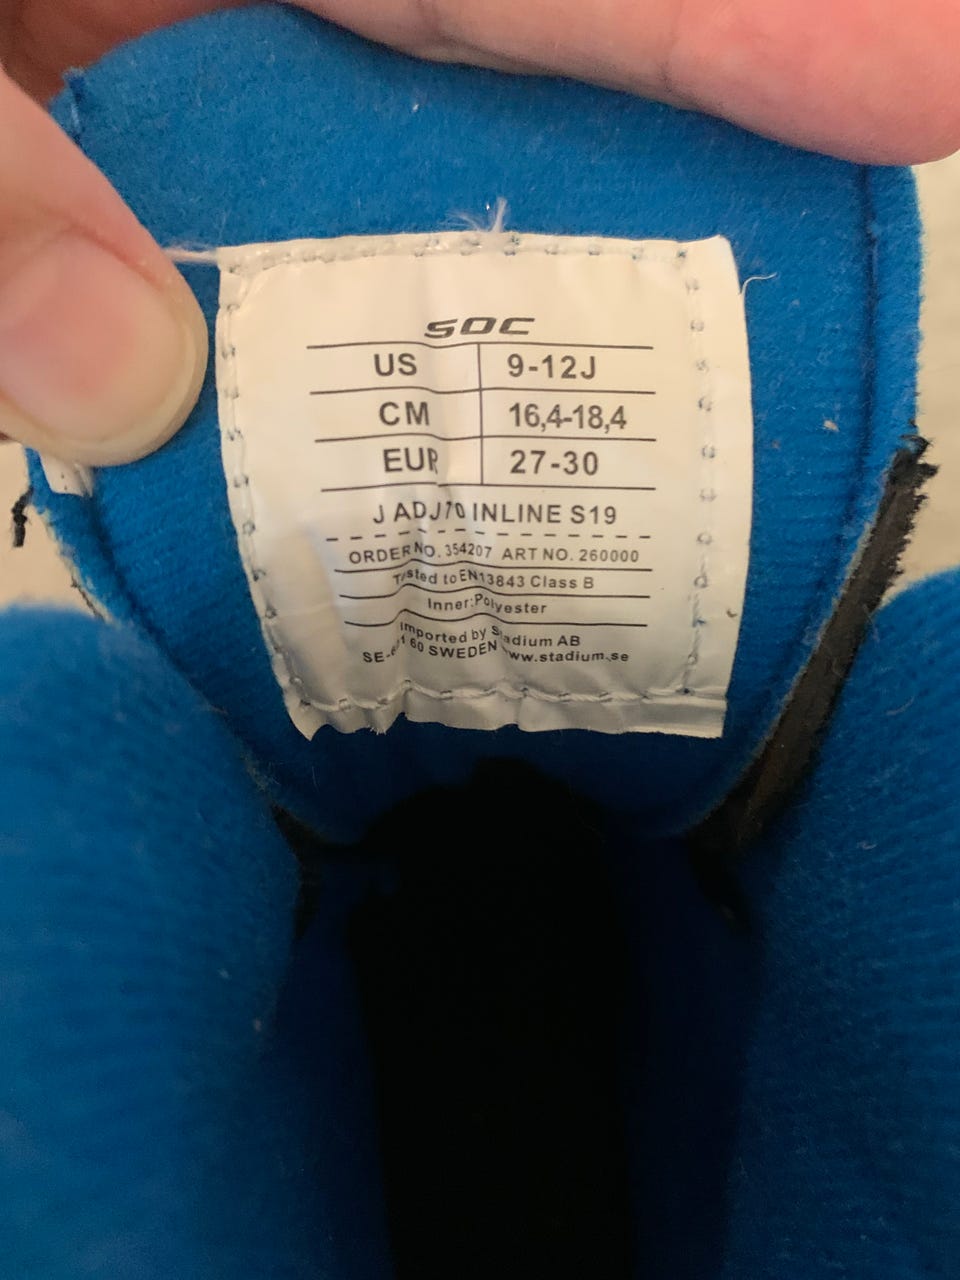 SOC
US 9-12J
CM 16,4-18,4
EUR 27-30
J ADJ70 INLINE S19
ORDER NO. 354207 ART NO. 260000
Tested to EN13843 Class B
Inner:Polyester
Imported by Stadium AB
60 SWEDEN www.stadium.se